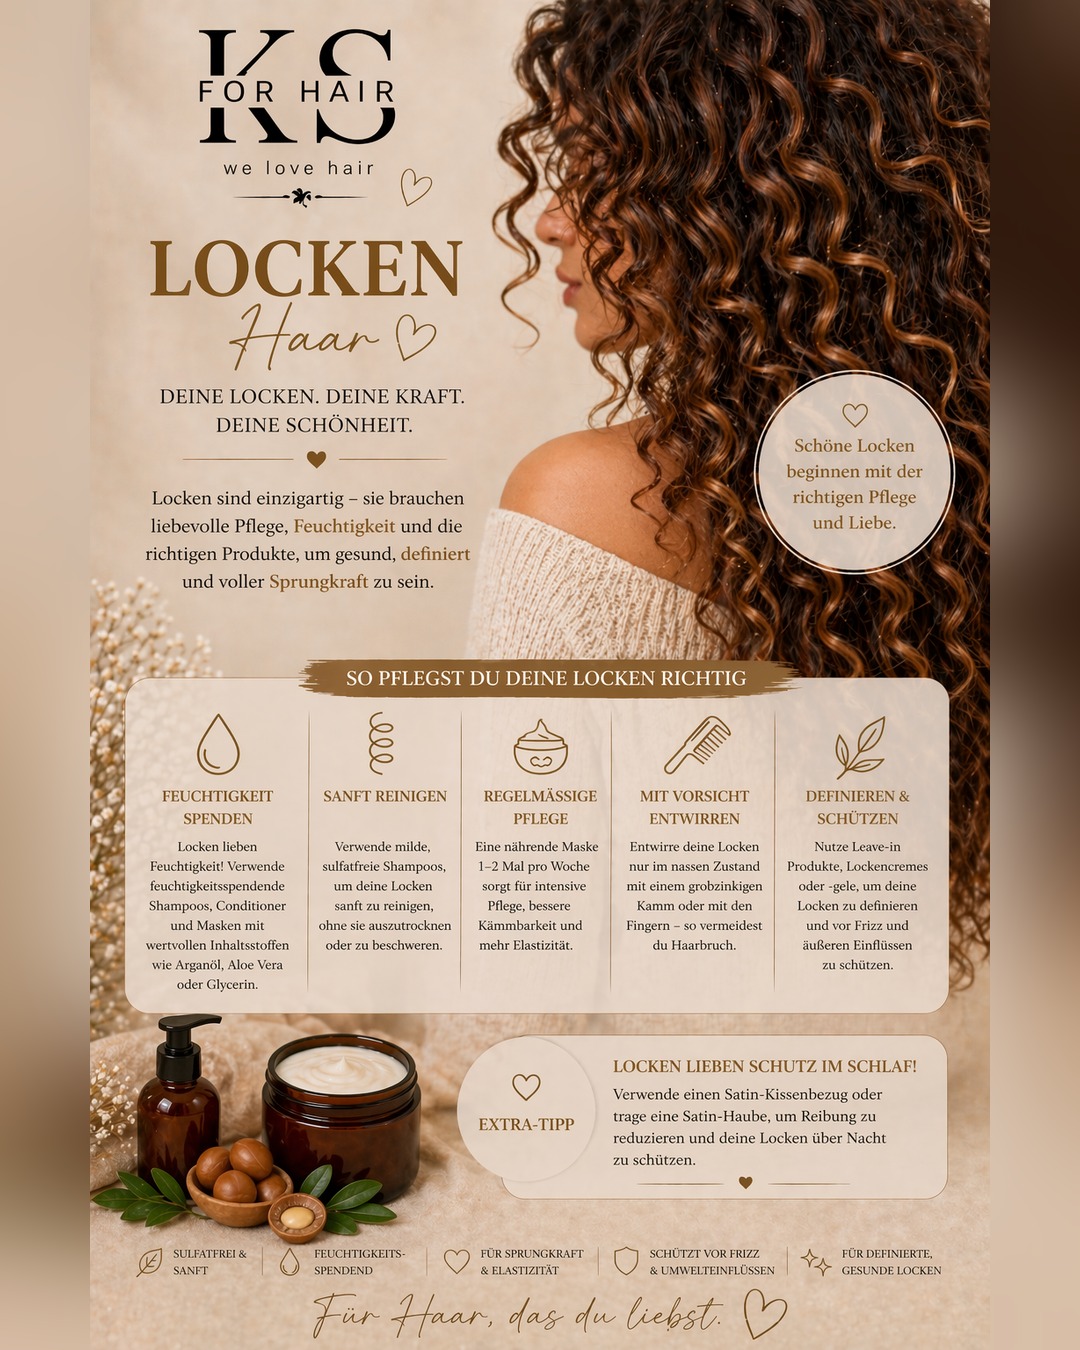 KS
FOR HAIR
we love hair
LOCKEN
Haar
DEINE LOCKEN. DEINE KRAFT.
DEINE SCHÖNHEIT.
Locken sind einzigartig – sie brauchen
liebevolle Pflege, Feuchtigkeit und die
richtigen Produkte, um gesund, definiert
und voller Sprungkraft zu sein.
Schöne Locken
beginnen mit der
richtigen Pflege
und Liebe.
SO PFLEGST DU DEINE LOCKEN RICHTIG
FEUCHTIGKEIT
SPENDEN
Locken lieben
Feuchtigkeit! Verwende
feuchtigkeitsspendende
Shampoos, Conditioner
und Masken mit
wertvollen Inhaltsstoffen
wie Arganöl, Aloe Vera
oder Glycerin.
SANFT REINIGEN
Verwende milde,
sulfatfreie Shampoos,
um deine Locken
sanft zu reinigen,
ohne sie auszutrocknen
oder zu beschweren.
REGELMÄSSIGE
PFLEGE
Eine nährende Maske
1–2 Mal pro Woche
sorgt für intensive
Pflege, bessere
Kämmbarkeit und
mehr Elastizität.
MIT VORSICHT
ENTWIRREN
Entwirre deine Locken
nur im nassen Zustand
mit einem grobzinkigen
Kamm oder mit den
Fingern – so vermeidest
du Haarbruch.
DEFINIEREN &
SCHÜTZEN
Nutze Leave-in
Produkte, Lockencremes
oder -gele, um deine
Locken zu definieren
und vor Frizz und
äußeren Einflüssen
zu schützen.
EXTRA-TIPP
LOCKEN LIEBEN SCHUTZ IM SCHLAF!
Verwende einen Satin-Kissenbezug oder
trage eine Satin-Haube, um Reibung zu
reduzieren und deine Locken über Nacht
zu schützen.
SULFATFREI &
SANFT
FEUCHTIGKEITS-
SPENDEND
FÜR SPRUNGKRAFT
& ELASTIZITÄT
SCHÜTZT VOR FRIZZ
& UMWELTEINFLÜSSEN
FÜR DEFINIERTE,
GESUNDE LOCKEN
Für Haar, das du liebst.